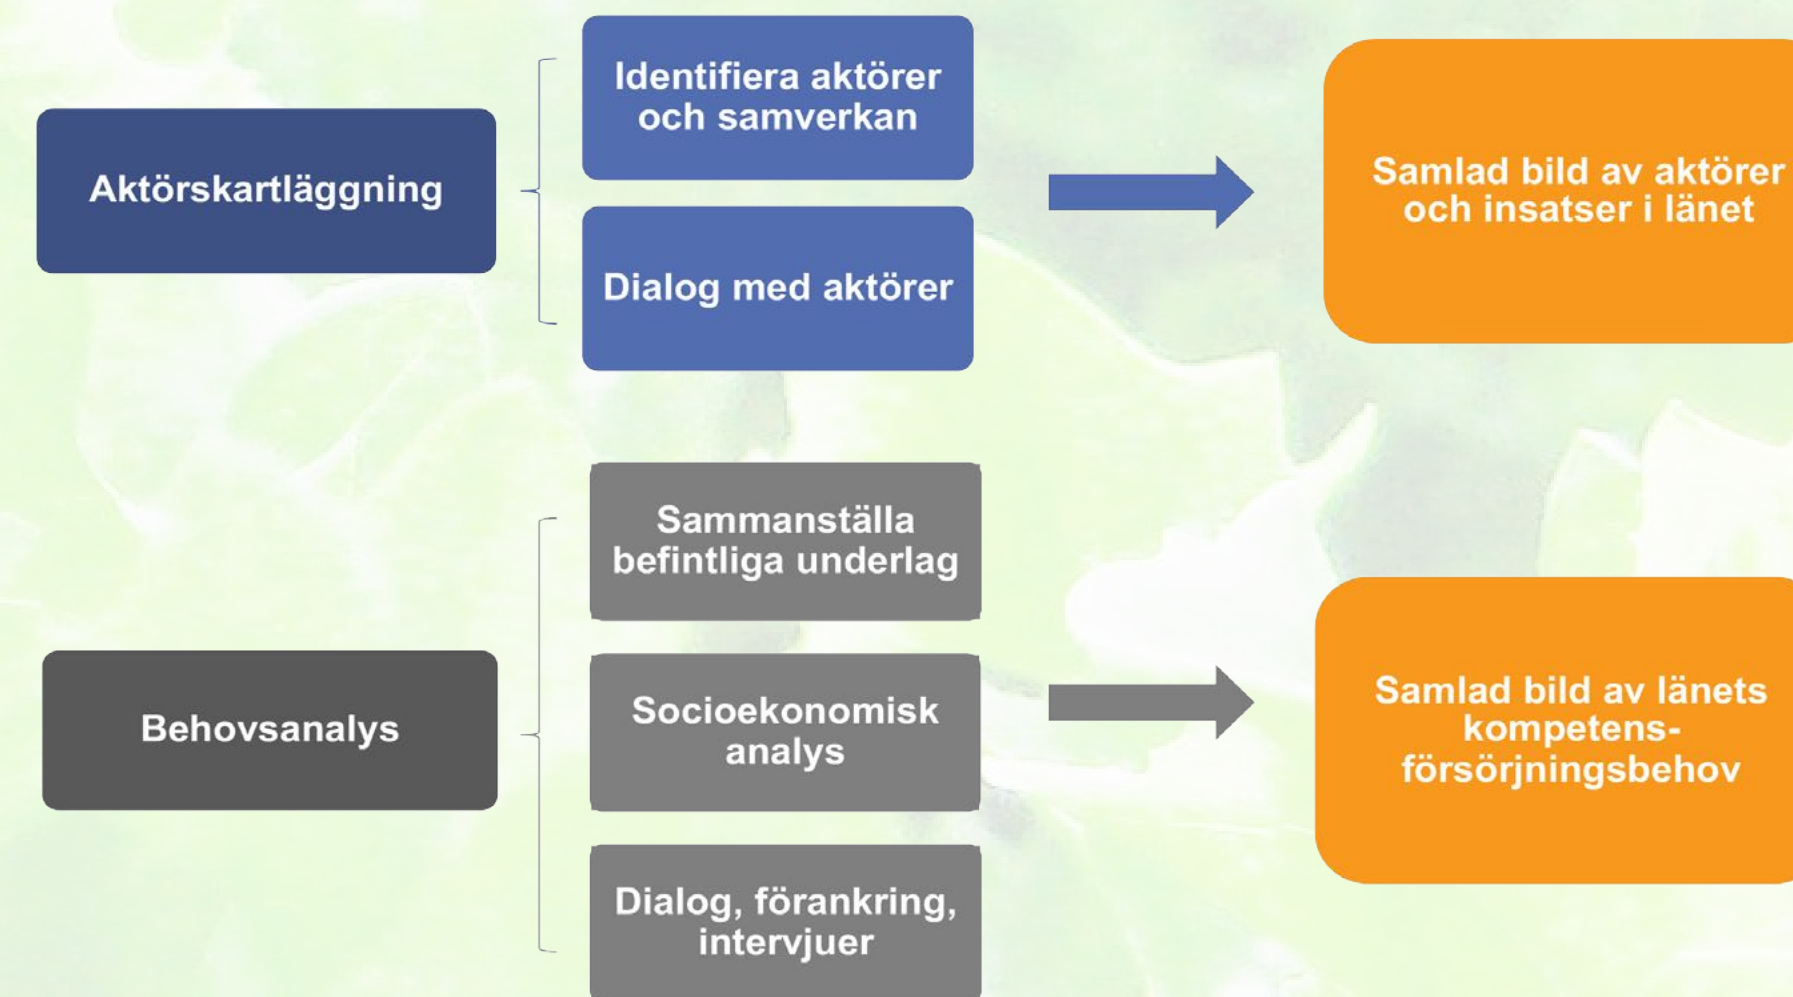 Aktörskartläggning
Identifiera aktörer
och samverkan
Dialog med aktörer
Samlad bild av aktörer
och insatser i länet
Behovsanalys
Sammanställa
befintliga underlag
Socioekonomisk
analys
Dialog, förankring,
intervjuer
Samlad bild av länets
kompetens-
försörjningsbehov